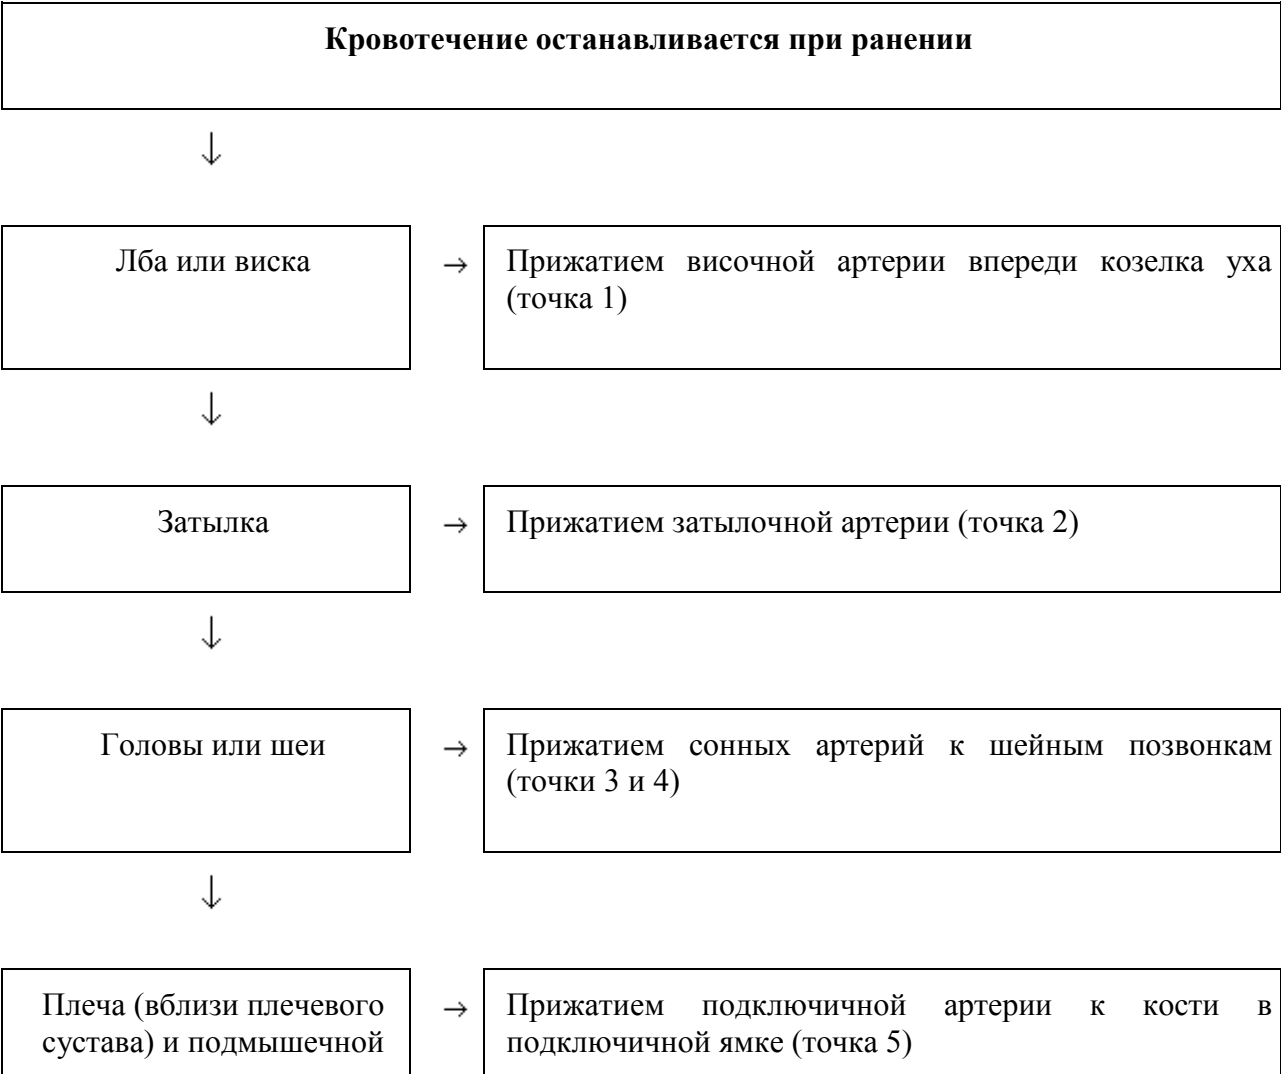 Кровотечение останавливается при ранении
↓
Лба или виска
→
Прижатием височной артерии впереди козелка уха
(точка 1)
↓
Затылка
→
Прижатием затылочной артерии (точка 2)
↓
Головы или шеи
→
Прижатием сонных артерий к шейным позвонкам
(точки 3 и 4)
↓
Плеча (вблизи плечевого
сустава) и подмышечной
→
Прижатием подключичной артерии к кости в
подключичной ямке (точка 5)